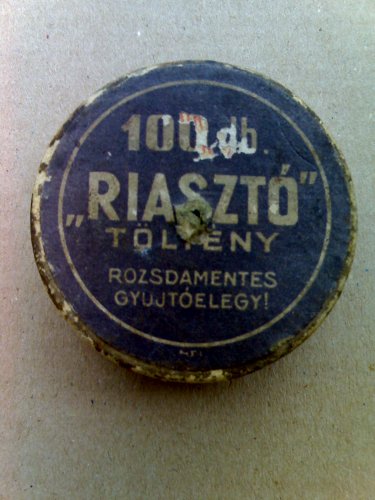 100 db.
„RIASZTÓ”
TÖLTÉNY
ROZSDAMENTES
GYUJTÓELEGY!